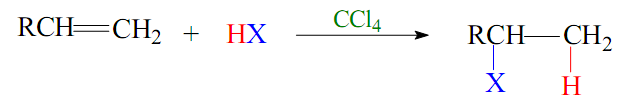 CCl₄
RCH=CH₂ + HX RCH—CH₂
X H